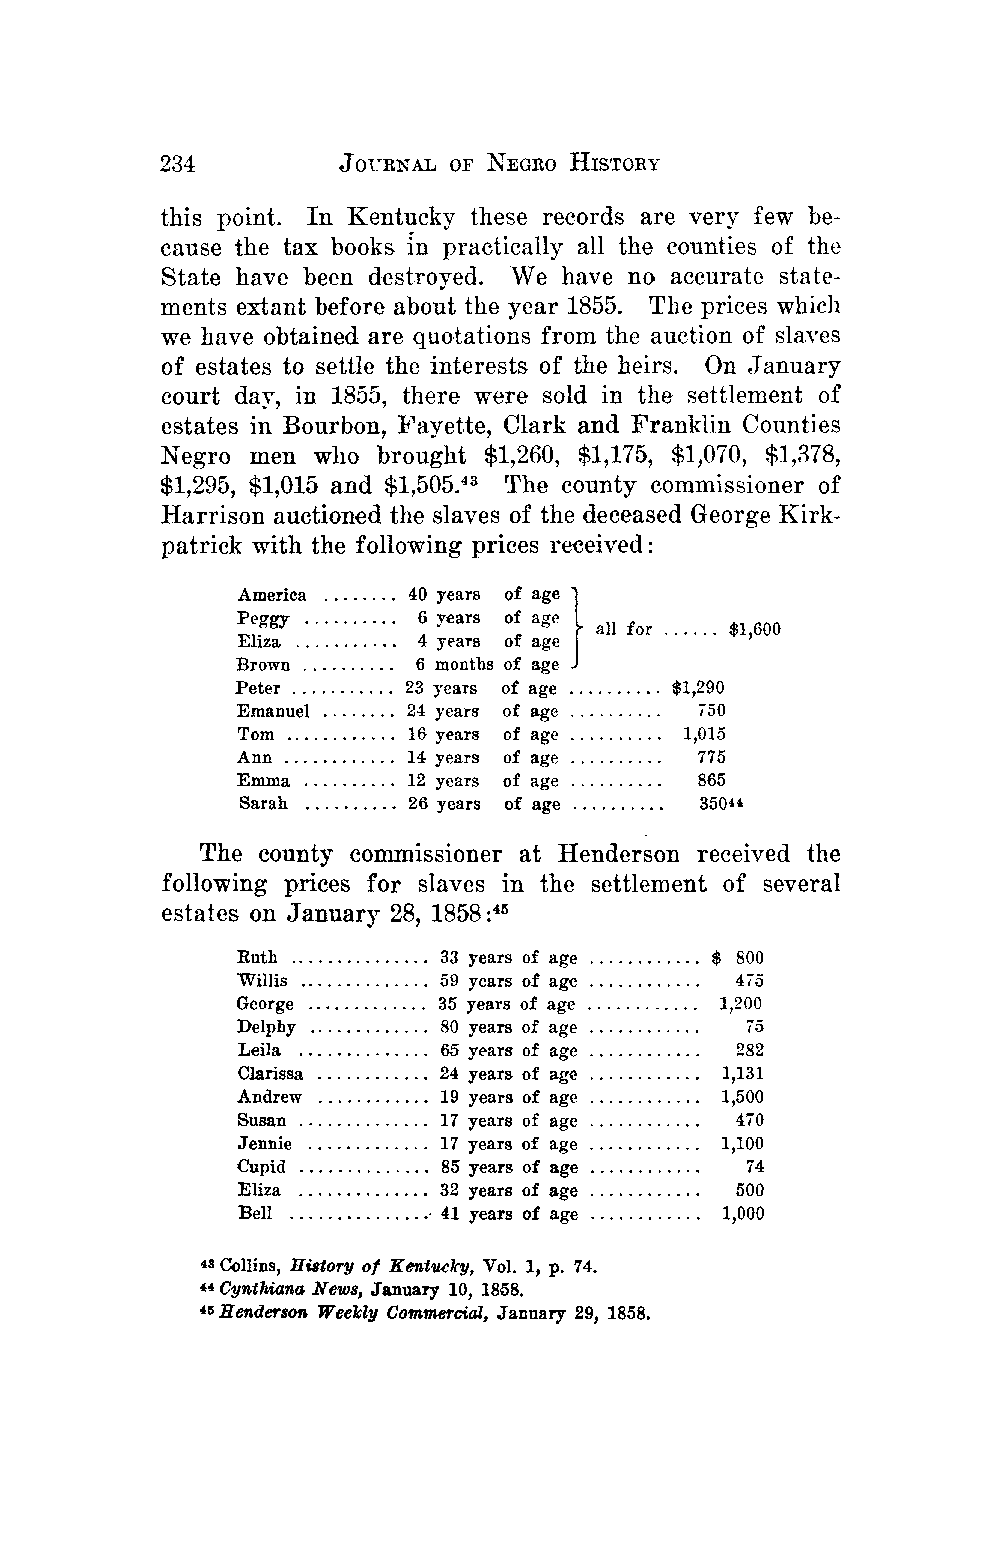 234 JOURNAL OF NEGRO HISTORY
this point. In Kentucky these records are very few be-
cause the tax books in practically all the counties of the
State have been destroyed. We have no accurate state-
ments extant before about the year 1855. The prices which
we have obtained are quotations from the auction of slaves
of estates to settle the interests of the heirs. On January
court day, in 1855, there were sold in the settlement of
estates in Bourbon, Fayette, Clark and Franklin Counties
Negro men who brought $1,260, $1,175, $1,070, $1,378,
$1,295, $1,015 and $1,505.⁴³ The county commissioner of
Harrison auctioned the slaves of the deceased George Kirk-
patrick with the following prices received:
America ........ 40 years of age
Peggy .......... 6 years of age
Eliza ........... 4 years of age
Brown .......... 6 months of age
} all for ...... $1,600
Peter ........... 23 years of age .......... $1,290
Emanuel ........ 24 years of age .......... 750
Tom ............ 16 years of age .......... 1,015
Ann ............ 14 years of age .......... 775
Emma .......... 12 years of age .......... 865
Sarah .......... 26 years of age .......... 350⁴⁴
The county commissioner at Henderson received the
following prices for slaves in the settlement of several
estates on January 28, 1858:⁴⁵
Ruth ............... 33 years of age ............ $ 800
Willis .............. 59 years of age ............ 475
George ............. 35 years of age ............ 1,200
Delphy ............. 80 years of age ............ 75
Leila .............. 65 years of age ............ 282
Clarissa ............ 24 years of age ............ 1,131
Andrew ............ 19 years of age ............ 1,500
Susan .............. 17 years of age ............ 470
Jennie ............. 17 years of age ............ 1,100
Cupid .............. 85 years of age ............ 74
Eliza .............. 32 years of age ............ 500
Bell ............... 41 years of age ............ 1,000
⁴³ Collins, History of Kentucky, Vol. 1, p. 74.
⁴⁴ Cynthiana News, January 10, 1858.
⁴⁵ Henderson Weekly Commercial, January 29, 1858.